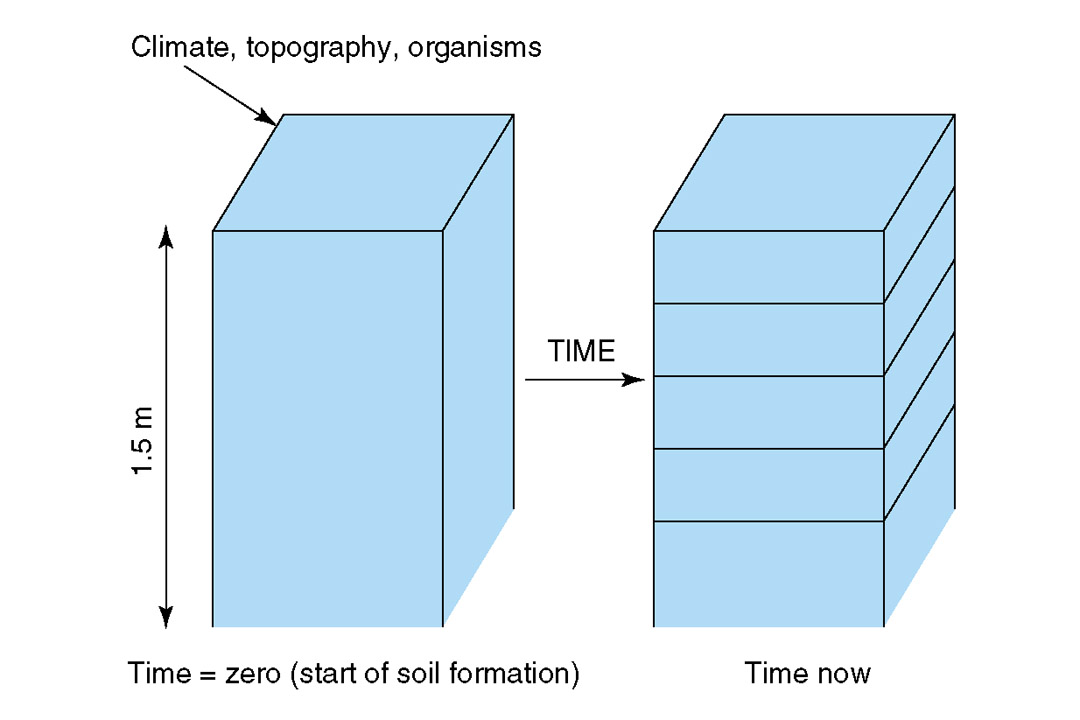 Climate, topography, organisms
TIME
1.5 m
Time = zero (start of soil formation)
Time now